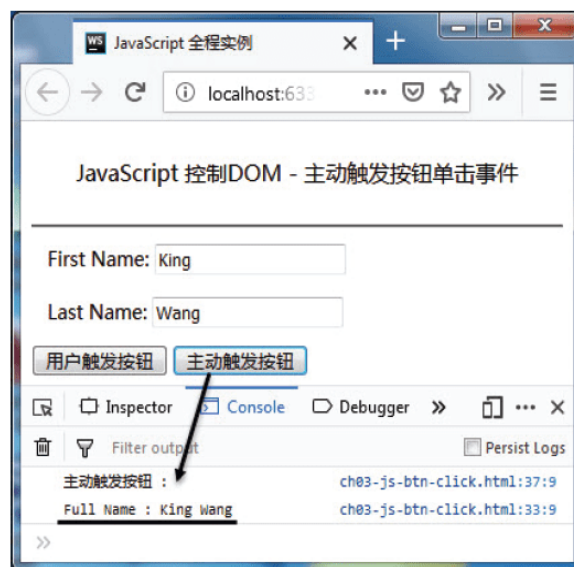 WS JavaScript 全程实例
localhost:633
JavaScript 控制DOM - 主动触发按钮单击事件
First Name: King
Last Name: Wang
用户触发按钮 主动触发按钮
Inspector Console Debugger
Filter output Persist Logs
主动触发按钮 : ch03-js-btn-click.html:37:9
Full Name : King Wang ch03-js-btn-click.html:33:9